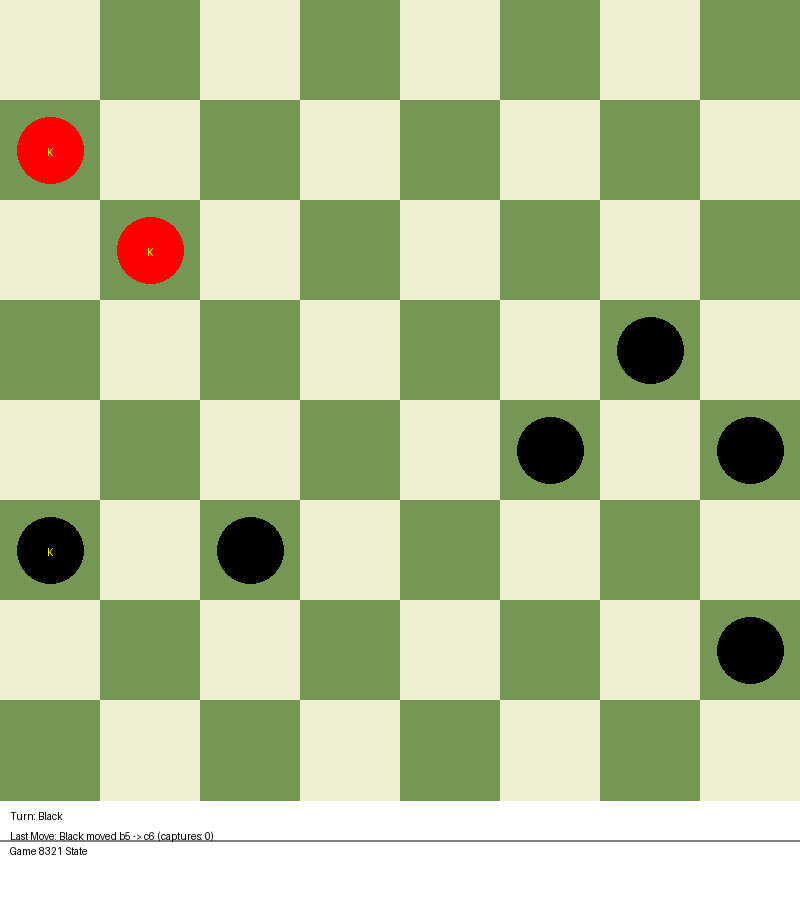 K
K
K
Turn: Black
Last Move: Black moved b5 -> c6 (captures: 0)
Game 8321 State